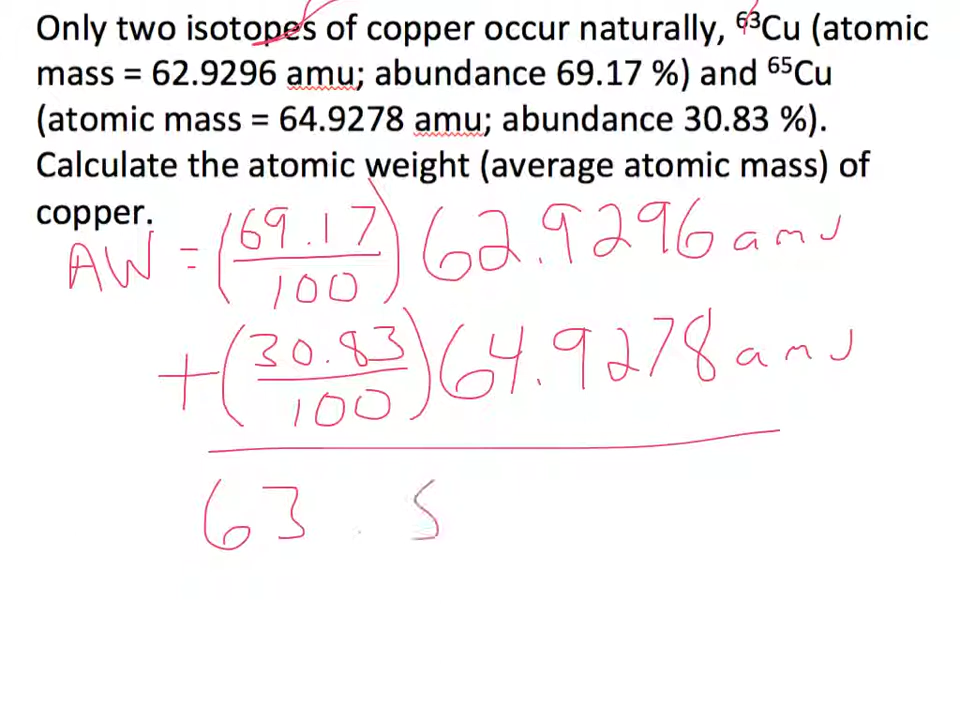 Only two isotopes of copper occur naturally, ⁶³Cu (atomic
mass = 62.9296 amu; abundance 69.17 %) and ⁶⁵Cu
(atomic mass = 64.9278 amu; abundance 30.83 %).
Calculate the atomic weight (average atomic mass) of
copper.
AW = (69.17/100) 62.9296 amu
+ (30.83/100) 64.9278 amu
63.5